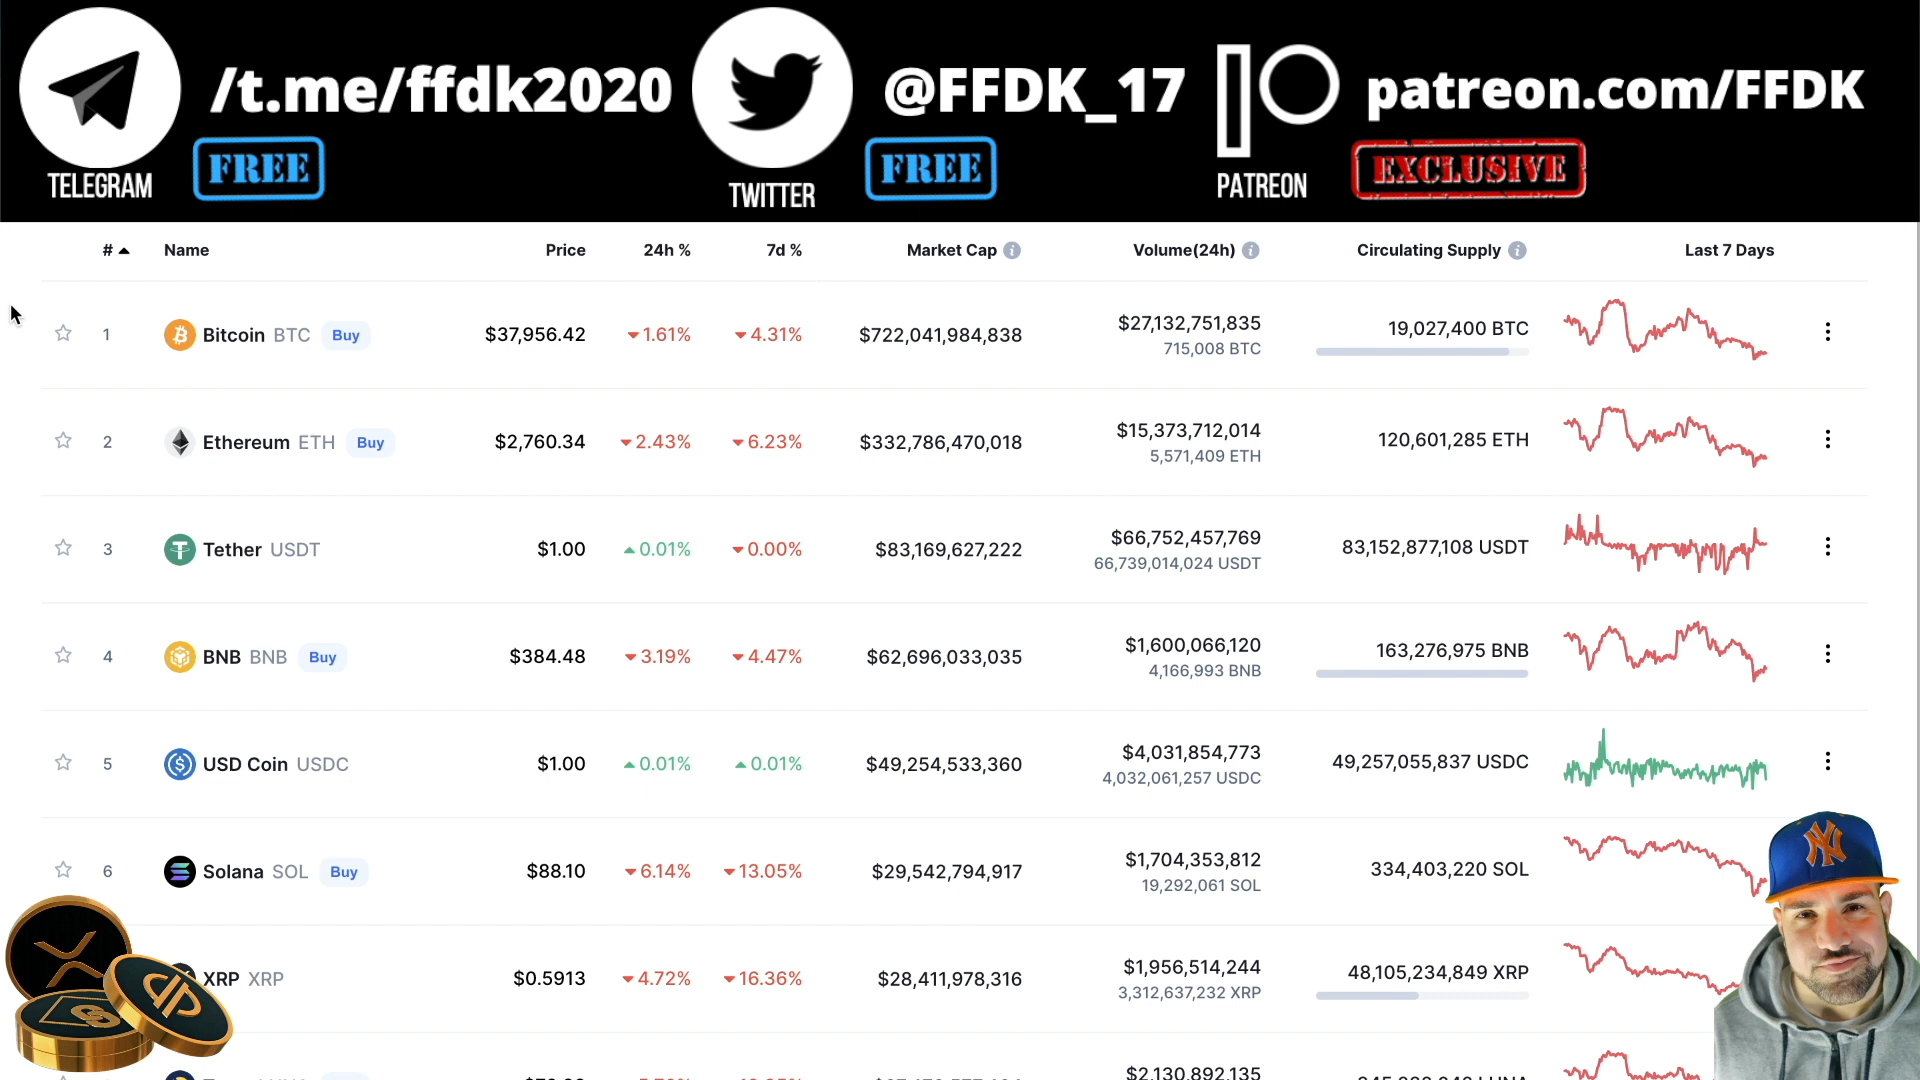 /t.me/ffdk2020 @FFDK_17 patreon.com/FFDK
FREE FREE EXCLUSIVE
TELEGRAM TWITTER PATREON
# Name Price 24h % 7d % Market Cap Volume(24h) Circulating Supply Last 7 Days
1 Bitcoin BTC Buy $37,956.42 1.61% 4.31% $722,041,984,838 $27,132,751,835 19,027,400 BTC
715,008 BTC
2 Ethereum ETH Buy $2,760.34 2.43% 6.23% $332,786,470,018 $15,373,712,014 120,601,285 ETH
5,571,409 ETH
3 Tether USDT $1.00 0.01% 0.00% $83,169,627,222 $66,752,457,769 83,152,877,108 USDT
66,739,014,024 USDT
4 BNB BNB Buy $384.48 3.19% 4.47% $62,696,033,035 $1,600,066,120 163,276,975 BNB
4,166,993 BNB
5 USD Coin USDC $1.00 0.01% 0.01% $49,254,533,360 $4,031,854,773 49,257,055,837 USDC
4,032,061,257 USDC
6 Solana SOL Buy $88.10 6.14% 13.05% $29,542,794,917 $1,704,353,812 334,403,220 SOL
19,292,061 SOL
NY
XRP XRP $0.5913 4.72% 16.36% $28,411,978,316 $1,956,514,244 48,105,234,849 XRP
3,312,637,232 XRP
$2,130,892,135